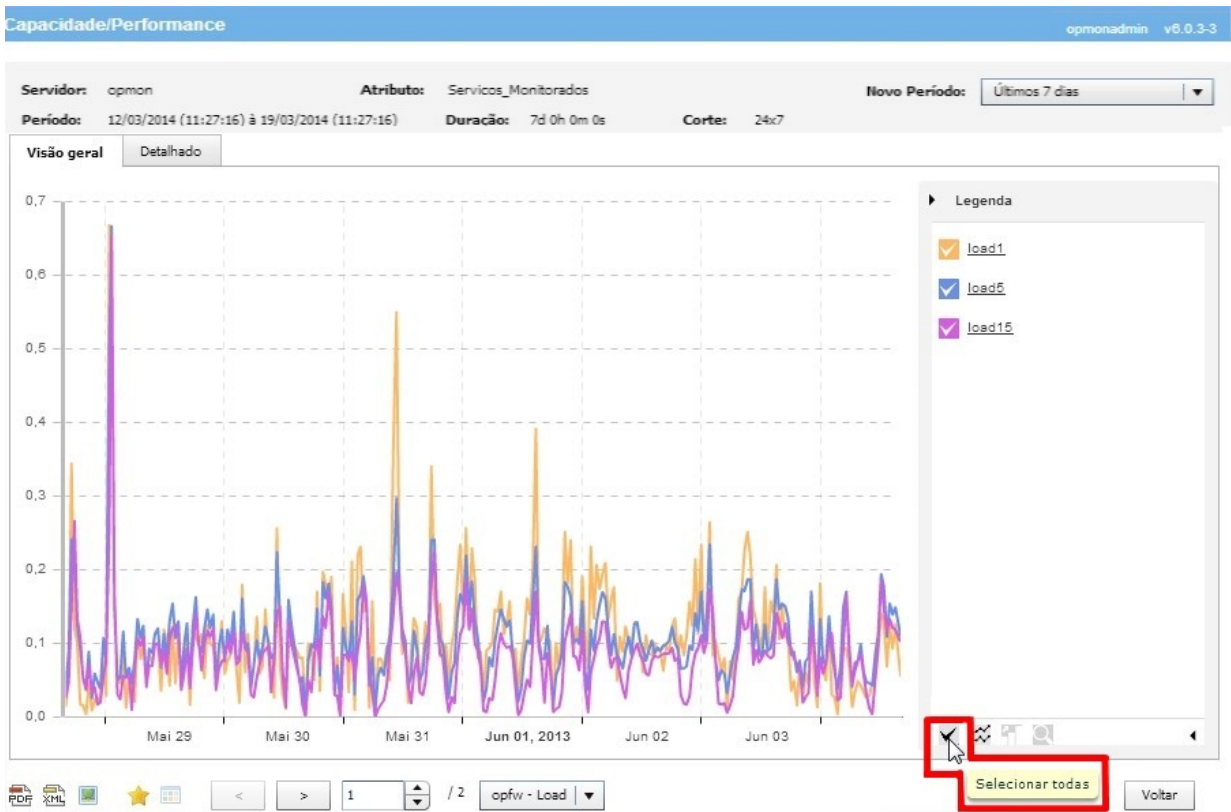 Capacidade/Performance
opmonadmin v6.0.3-3
Servidor: opmon Atributo: Servicos_Monitorados Novo Período: Últimos 7 dias
Período: 12/03/2014 (11:27:16) à 19/03/2014 (11:27:16) Duração: 7d 0h 0m 0s Corte: 24x7
Visão geral Detalhado
0,7
0,6
0,5
0,4
0,3
0,2
0,1
0,0
Mai 29 Mai 30 Mai 31 Jun 01, 2013 Jun 02 Jun 03
Legenda
load1
load5
load15
Selecionar todas
PDF XML < > 1 / 2 opfw - Load Voltar